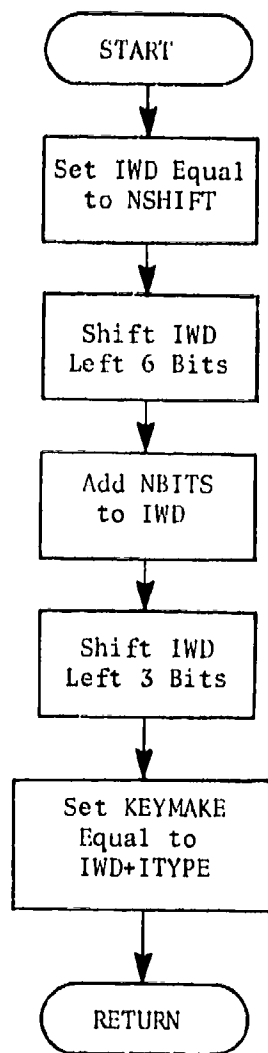 START
Set IWD Equal
to NSHIFT
Shift IWD
Left 6 Bits
Add NBITS
to IWD
Shift IWD
Left 3 Bits
Set KEYMAKE
Equal to
IWD+ITYPE
RETURN